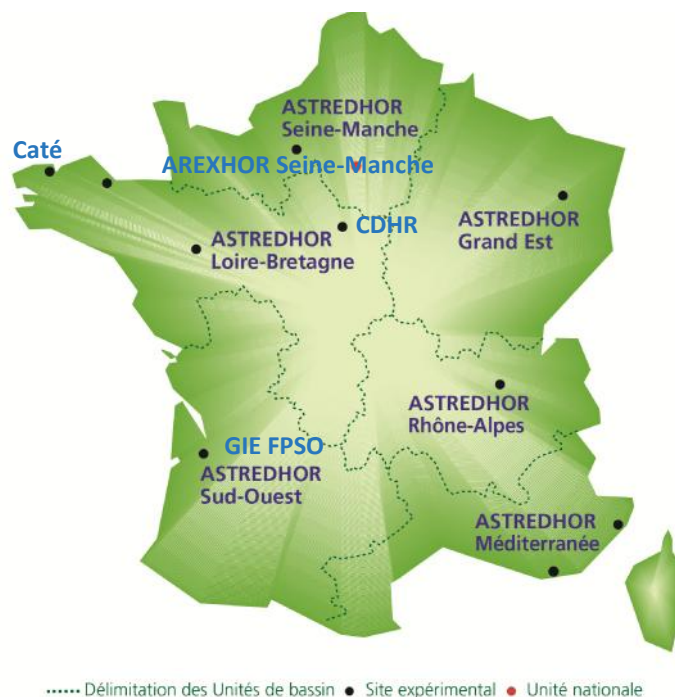 ASTREDHOR
Seine-Manche
Caté
AREXHOR Seine-Manche
CDHR
ASTREDHOR
Grand Est
ASTREDHOR
Loire-Bretagne
ASTREDHOR
Rhône-Alpes
GIE FPSO
ASTREDHOR
Sud-Ouest
ASTREDHOR
Méditerranée
Délimitation des Unités de bassin
Site expérimental
Unité nationale